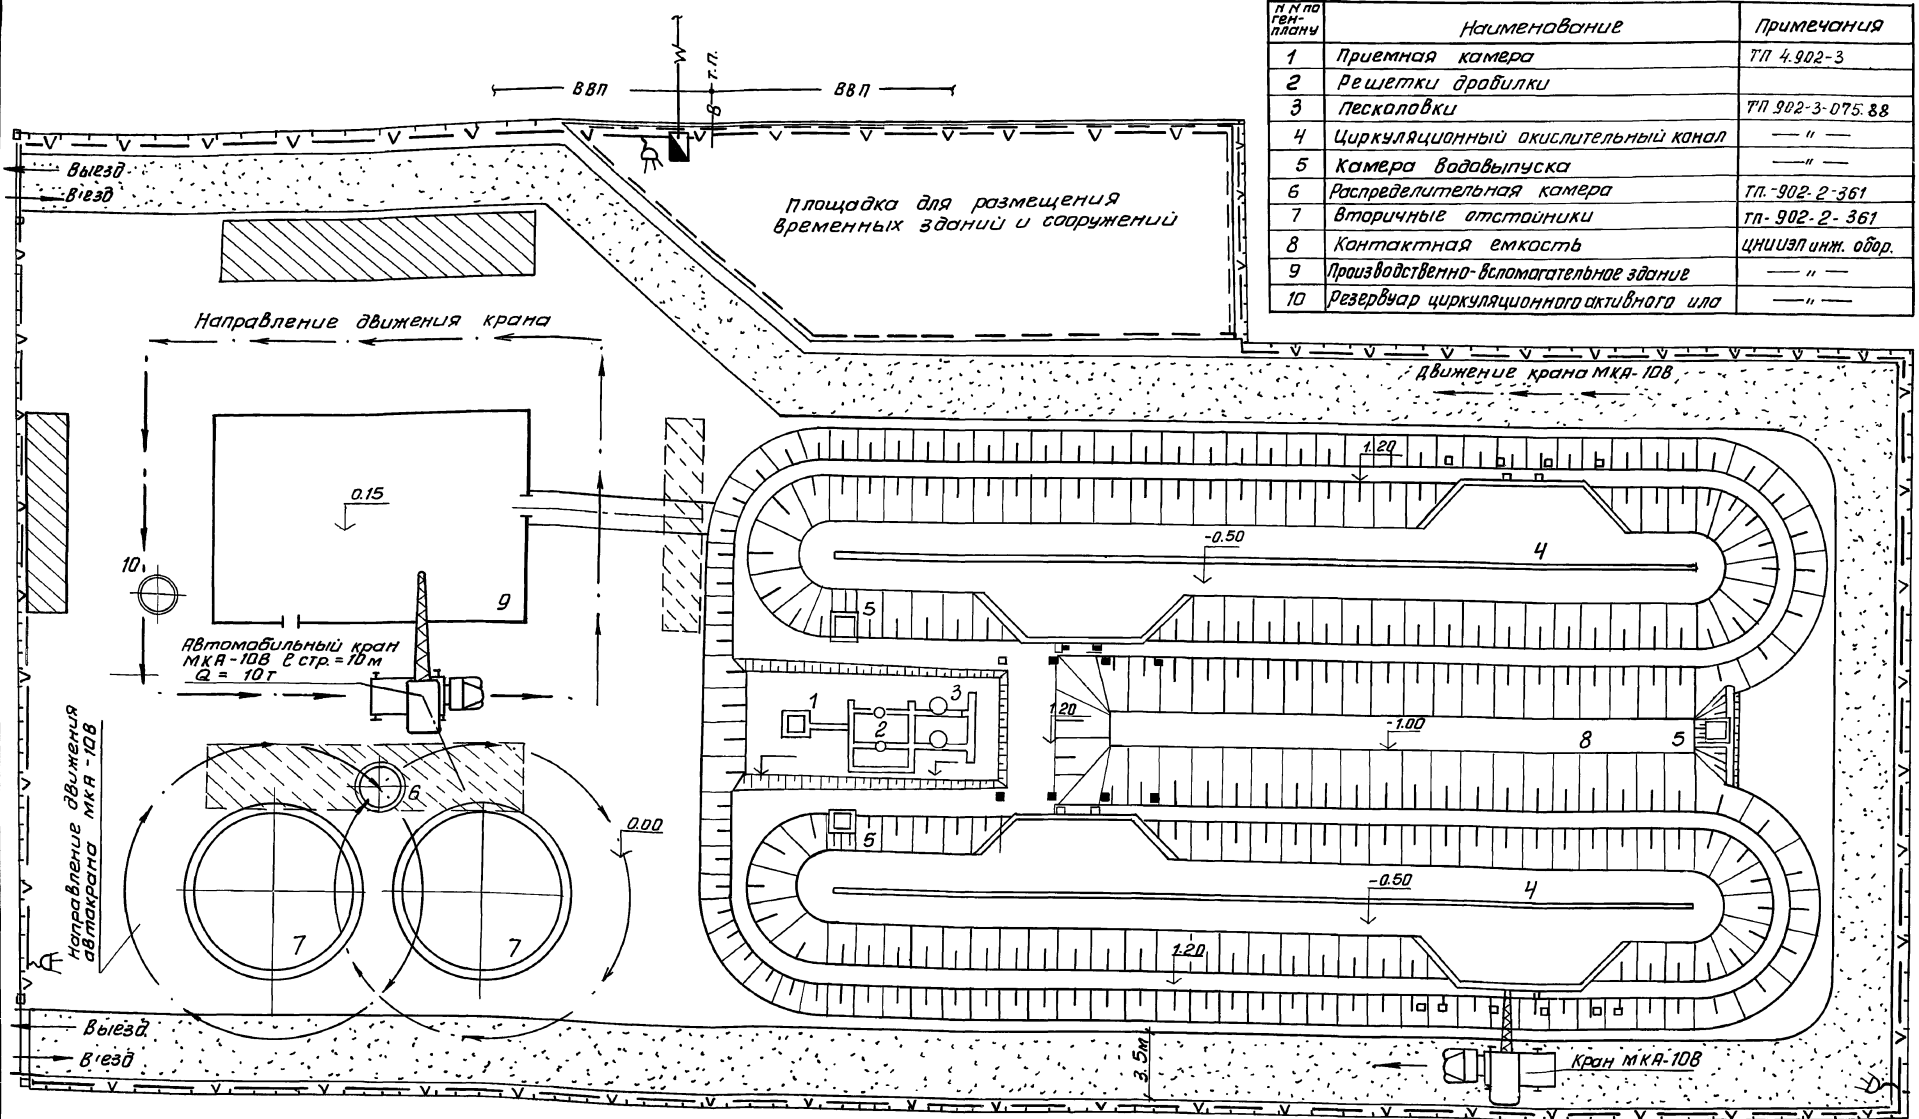 N N по ген-плану | Наименование | Примечания
1 | Приемная камера | ТП 4.902-3
2 | Решетки дробилки
3 | Песколовки | ТП 902-3-075.88
4 | Циркуляционный окислительный канал | — " —
5 | Камера водовыпуска | — " —
6 | Распределительная камера | тп.-902-2-361
7 | Вторичные отстойники | тп-902-2-361
8 | Контактная емкость | ЦНИИЭП инж. обор.
9 | Производственно-вспомогательное здание | — " —
10 | Резервуар циркуляционного активного ила | — " —
W
ВВП
в т.п.
ВВП
Выезд
В'езд
Площадка для размещения
временных зданий и сооружений
Направление движения крана
Движение крана МКА-10В
0.15
1.20
-0.50
4
10
9
5
Автомобильный кран
МКА-10В ℓ стр.=10м
Q = 10т
1
2
3
1.20
-1.00
8
5
Направление движения
автокрана МКА-10В
6
0.00
5
7
7
-0.50
4
1.20
Выезд
В'езд
3.5м
Кран МКА-10В